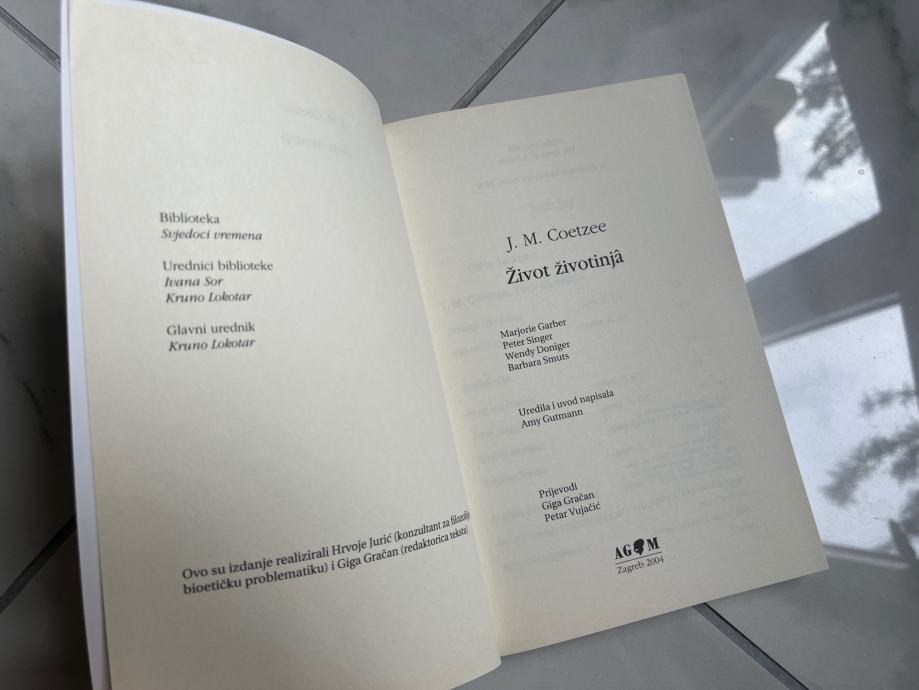 Biblioteka
Svjedoci vremena
Urednici biblioteke
Ivana Sor
Kruno Lokotar
Glavni urednik
Kruno Lokotar
Ovo su izdanje realizirali Hrvoje Jurić (konzultant za filozofiju
bioetičku problematiku) i Giga Gračan (redaktorica teksta)
J. M. Coetzee
Život životinjâ
Marjorie Garber
Peter Singer
Wendy Doniger
Barbara Smuts
Uredila i uvod napisala
Amy Gutmann
Prijevodi
Giga Gračan
Petar Vujačić
AGM
Zagreb 2004